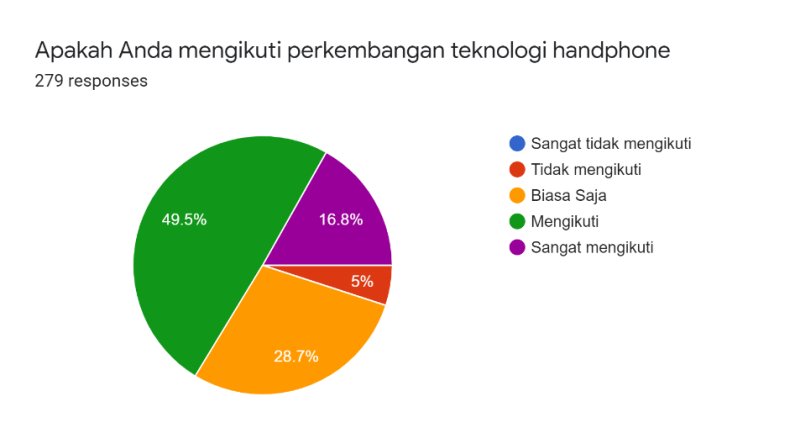 Apakah Anda mengikuti perkembangan teknologi handphone
279 responses
Sangat tidak mengikuti
Tidak mengikuti
Biasa Saja
Mengikuti
Sangat mengikuti
49.5%
16.8%
5%
28.7%